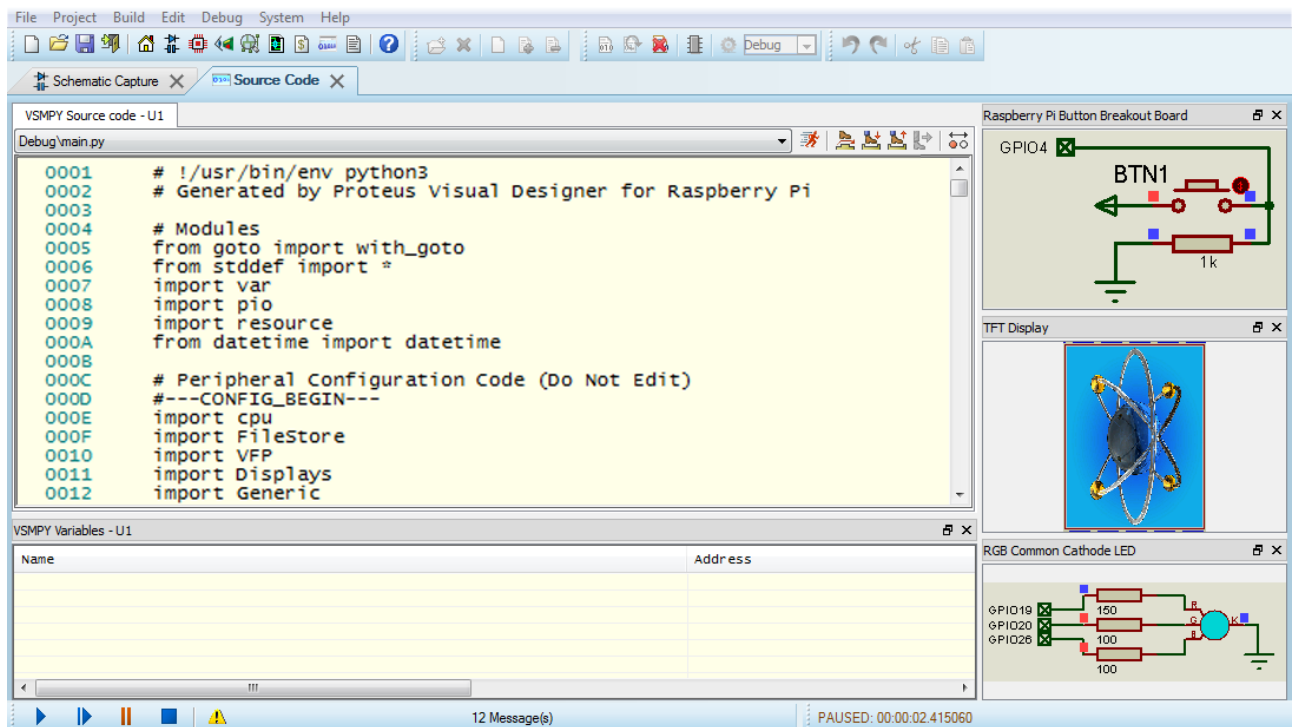 File Project Build Edit Debug System Help
Debug
Schematic Capture
Source Code
VSMPY Source code - U1
Debug\main.py
0001 # !/usr/bin/env python3
0002 # Generated by Proteus Visual Designer for Raspberry Pi
0003
0004 # Modules
0005 from goto import with_goto
0006 from stddef import *
0007 import var
0008 import pio
0009 import resource
000A from datetime import datetime
000B
000C # Peripheral Configuration Code (Do Not Edit)
000D #---CONFIG_BEGIN---
000E import cpu
000F import FileStore
0010 import VFP
0011 import Displays
0012 import Generic
VSMPY Variables - U1
Name Address
12 Message(s)
PAUSED: 00:00:02.415060
Raspberry Pi Button Breakout Board
GPIO4
BTN1
1k
TFT Display
RGB Common Cathode LED
GPIO19
150
R
GPIO20
100
G
K
GPIO26
100
B